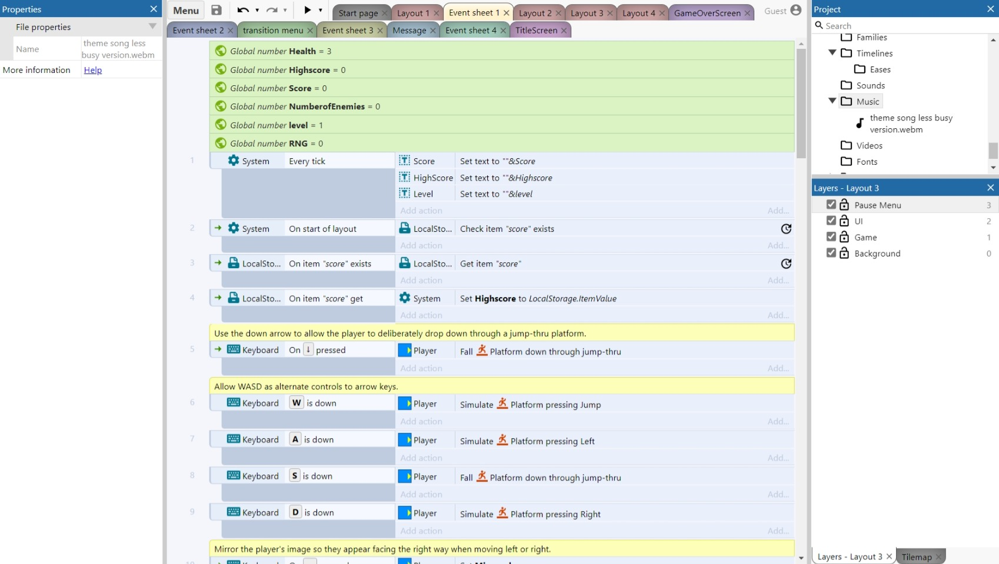 Properties
File properties
Name
theme song less
busy version.webm
More information Help
Menu
Start page
Layout 1
Event sheet 1
Layout 2
Layout 3
Layout 4
GameOverScreen
Guest
Event sheet 2
transition menu
Event sheet 3
Message
Event sheet 4
TitleScreen
Global number Health = 3
Global number Highscore = 0
Global number Score = 0
Global number NumberofEnemies = 0
Global number level = 1
Global number RNG = 0
1 System Every tick Score Set text to ""&Score
HighScore Set text to ""&Highscore
Level Set text to ""&level
Add action Add...
2 System On start of layout LocalSto... Check item "score" exists
Add action Add...
3 LocalSto... On item "score" exists LocalSto... Get item "score"
Add action Add...
4 LocalSto... On item "score" get System Set Highscore to LocalStorage.ItemValue
Add action Add...
Use the down arrow to allow the player to deliberately drop down through a jump-thru platform.
5 Keyboard On ↓ pressed Player Fall Platform down through jump-thru
Add action Add...
Allow WASD as alternate controls to arrow keys.
6 Keyboard W is down Player Simulate Platform pressing Jump
Add action Add...
7 Keyboard A is down Player Simulate Platform pressing Left
Add action Add...
8 Keyboard S is down Player Fall Platform down through jump-thru
Add action Add...
9 Keyboard D is down Player Simulate Platform pressing Right
Add action Add...
Mirror the player's image so they appear facing the right way when moving left or right.
Project
Search
Families
Timelines
Eases
Sounds
Music
theme song less busy
version.webm
Videos
Fonts
Layers - Layout 3
Pause Menu 3
UI 2
Game 1
Background 0
Layers - Layout 3
Tilemap